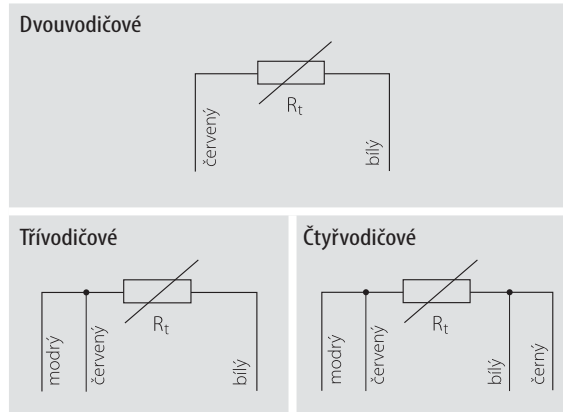 Dvouvodičové
Rt
červený
bílý
Třívodičové
Rt
modrý
červený
bílý
Čtyřvodičové
Rt
modrý
červený
bílý
černý